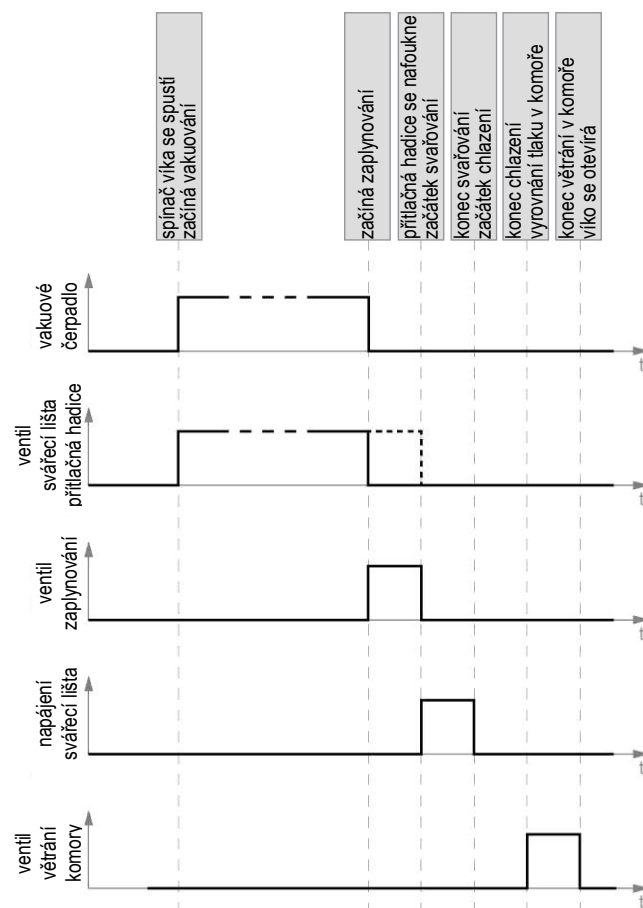 spínač víka se spustí
začíná vakuování
začíná zaplynování
přítlačná hadice se nafoukne
začátek svařování
konec svařování
začátek chlazení
konec chlazení
vyrovnání tlaku v komoře
konec větrání v komoře
víko se otevírá
vakuové
čerpadlo
t
ventil
svářecí lišta
přítlačná hadice
t
ventil
zaplynování
t
napájení
svářecí lišta
t
ventil
větrání
komory
t